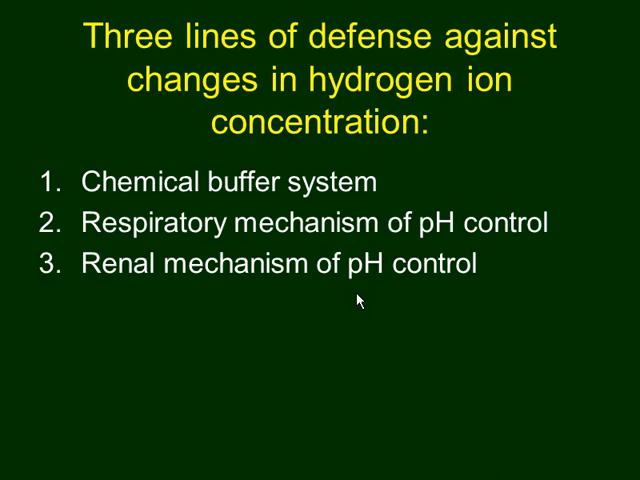 Three lines of defense against
changes in hydrogen ion
concentration:
1. Chemical buffer system
2. Respiratory mechanism of pH control
3. Renal mechanism of pH control